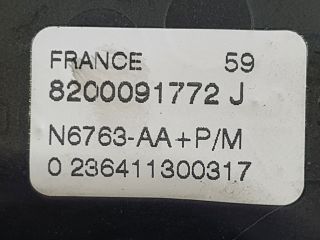 FRANCE 59
8200091772 J
N6763-AA+P/M
0 236411300317